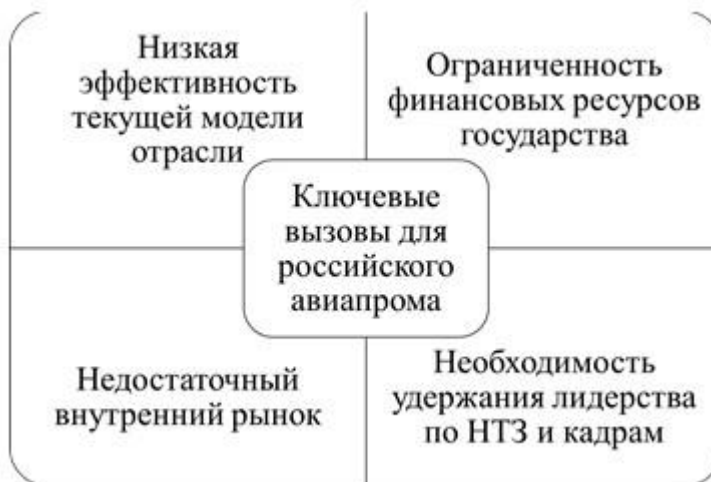 Низкая
эффективность
текущей модели
отрасли
Ограниченность
финансовых ресурсов
государства
Ключевые
вызовы для
российского
авиапрома
Недостаточный
внутренний рынок
Необходимость
удержания лидерства
по НТЗ и кадрам